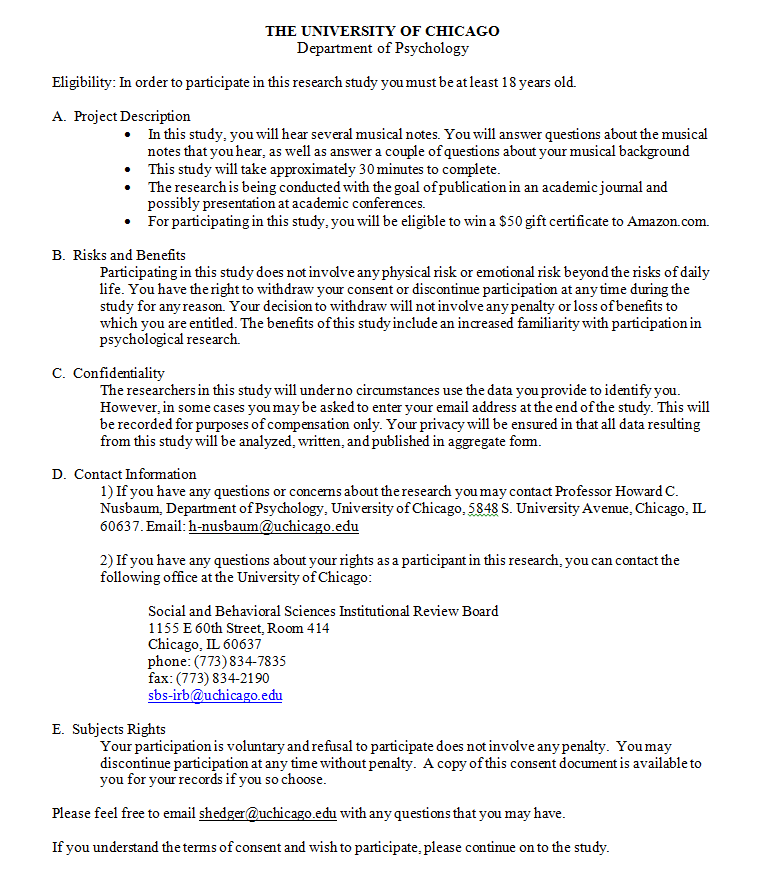 THE UNIVERSITY OF CHICAGO
Department of Psychology
Eligibility: In order to participate in this research study you must be at least 18 years old.
A. Project Description
• In this study, you will hear several musical notes. You will answer questions about the musical
notes that you hear, as well as answer a couple of questions about your musical background
• This study will take approximately 30 minutes to complete.
• The research is being conducted with the goal of publication in an academic journal and
possibly presentation at academic conferences.
• For participating in this study, you will be eligible to win a $50 gift certificate to Amazon.com.
B. Risks and Benefits
Participating in this study does not involve any physical risk or emotional risk beyond the risks of daily
life. You have the right to withdraw your consent or discontinue participation at any time during the
study for any reason. Your decision to withdraw will not involve any penalty or loss of benefits to
which you are entitled. The benefits of this study include an increased familiarity with participation in
psychological research.
C. Confidentiality
The researchers in this study will under no circumstances use the data you provide to identify you.
However, in some cases you may be asked to enter your email address at the end of the study. This will
be recorded for purposes of compensation only. Your privacy will be ensured in that all data resulting
from this study will be analyzed, written, and published in aggregate form.
D. Contact Information
1) If you have any questions or concerns about the research you may contact Professor Howard C.
Nusbaum, Department of Psychology, University of Chicago, 5848 S. University Avenue, Chicago, IL
60637. Email: h-nusbaum@uchicago.edu
2) If you have any questions about your rights as a participant in this research, you can contact the
following office at the University of Chicago:
Social and Behavioral Sciences Institutional Review Board
1155 E 60th Street, Room 414
Chicago, IL 60637
phone: (773) 834-7835
fax: (773) 834-2190
sbs-irb@uchicago.edu
E. Subjects Rights
Your participation is voluntary and refusal to participate does not involve any penalty. You may
discontinue participation at any time without penalty. A copy of this consent document is available to
you for your records if you so choose.
Please feel free to email shedger@uchicago.edu with any questions that you may have.
If you understand the terms of consent and wish to participate, please continue on to the study.